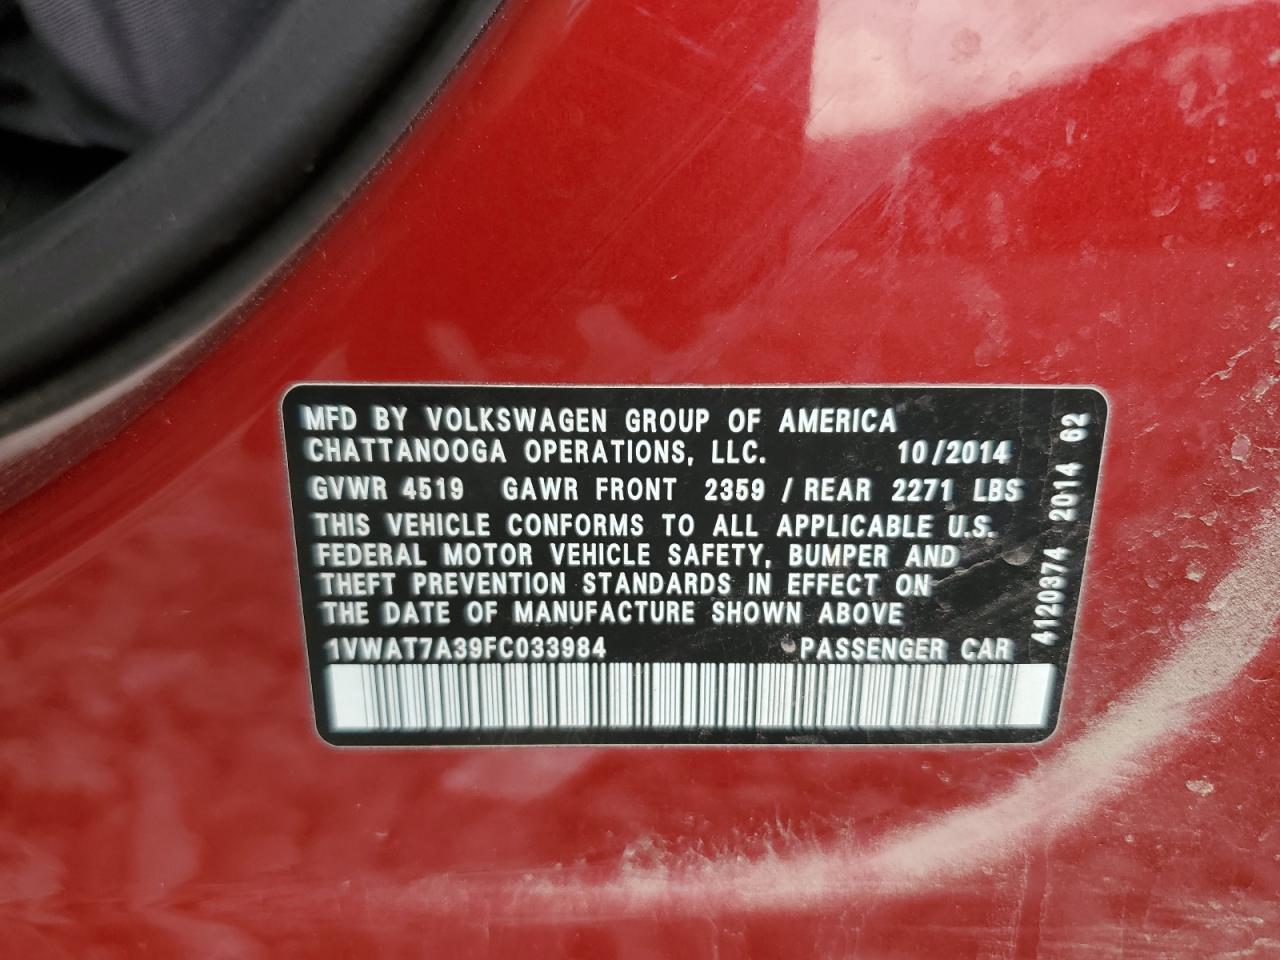 MFD BY VOLKSWAGEN GROUP OF AMERICA
CHATTANOOGA OPERATIONS, LLC. 10/2014
GVWR 4519 GAWR FRONT 2359 / REAR 2271 LBS
THIS VEHICLE CONFORMS TO ALL APPLICABLE U.S.
FEDERAL MOTOR VEHICLE SAFETY, BUMPER AND
THEFT PREVENTION STANDARDS IN EFFECT ON
THE DATE OF MANUFACTURE SHOWN ABOVE
1VWAT7A39FC033984 PASSENGER CAR
4120374 2014 62